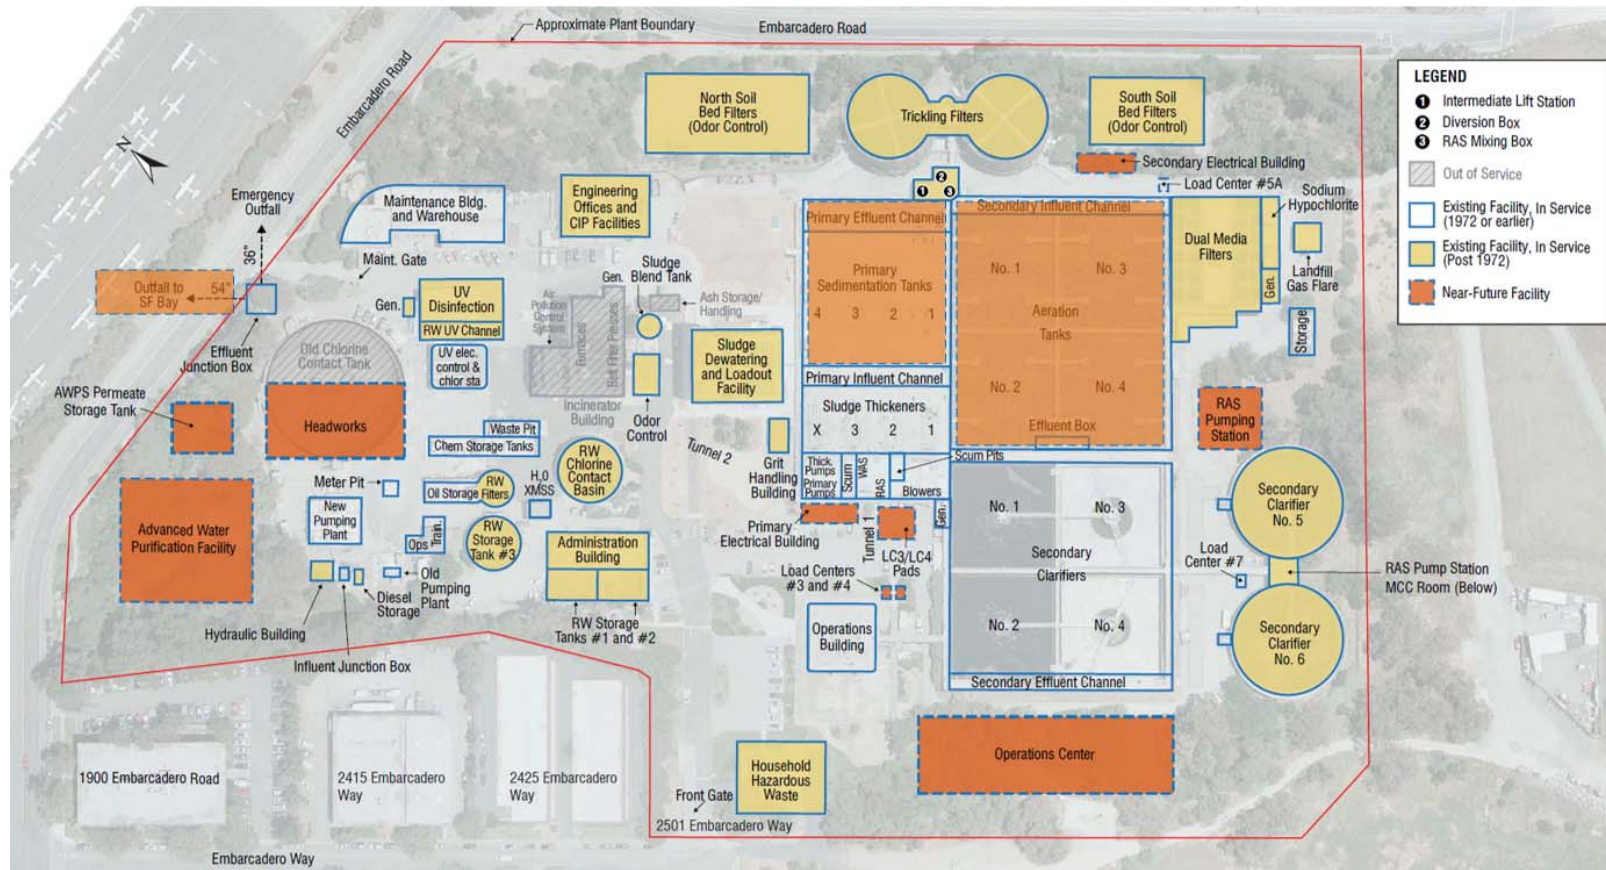 Approximate Plant Boundary
Embarcadero Road
Embarcadero Road
N
LEGEND
1 Intermediate Lift Station
2 Diversion Box
3 RAS Mixing Box
Out of Service
Existing Facility, In Service
(1972 or earlier)
Existing Facility, In Service
(Post 1972)
Near-Future Facility
North Soil
Bed Filters
(Odor Control)
Trickling Filters
South Soil
Bed Filters
(Odor Control)
Secondary Electrical Building
Load Center #5A
Sodium
Hypochlorite
1
2
3
Emergency
Outfall
36"
Maintenance Bldg.
and Warehouse
Engineering
Offices and
CIP Facilities
Maint. Gate
Outfall to
SF Bay
54"
Effluent
Junction Box
Gen.
UV
Disinfection
RW UV Channel
UV elec.
control &
chlor sta
Old Chlorine
Contact Tank
Air
Pollution
Control
System
Furnaces
Belt Filter Presses
Incinerator
Building
Gen.
Sludge
Blend Tank
Ash Storage/
Handling
Odor
Control
Sludge
Dewatering
and Loadout
Facility
Primary Effluent Channel
Primary
Sedimentation Tanks
4 3 2 1
Primary Influent Channel
Sludge Thickeners
X 3 2 1
Secondary Influent Channel
No. 1
No. 3
Aeration
Tanks
No. 2
No. 4
Effluent Box
Dual Media
Filters
Gen.
Landfill
Gas Flare
Storage
AWPS Permeate
Storage Tank
Headworks
Waste Pit
Chem Storage Tanks
RW
Chlorine
Contact
Basin
Tunnel 2
Grit
Handling
Building
Thick.
Pumps
Primary
Pumps
Scum
WAS
RAS
Scum Pits
Blowers
Gen.
RAS
Pumping
Station
Meter Pit
Oil Storage
RW
Filters
H20
XMSS
New
Pumping
Plant
Advanced Water
Purification Facility
Ops
Train.
RW
Storage
Tank #3
Administration
Building
Primary
Electrical Building
Tunnel 1
LC3/LC4
Pads
Load Centers
#3 and #4
No. 1
No. 3
Secondary
Clarifiers
No. 2
No. 4
Secondary Effluent Channel
Secondary
Clarifier
No. 5
Load
Center #7
RAS Pump Station
MCC Room (Below)
Secondary
Clarifier
No. 6
Hydraulic Building
Influent Junction Box
Diesel
Storage
Old
Pumping
Plant
RW Storage
Tanks #1 and #2
Operations
Building
Operations Center
Household
Hazardous
Waste
Front Gate
2501 Embarcadero Way
1900 Embarcadero Road
2415 Embarcadero
Way
2425 Embarcadero
Way
Embarcadero Way